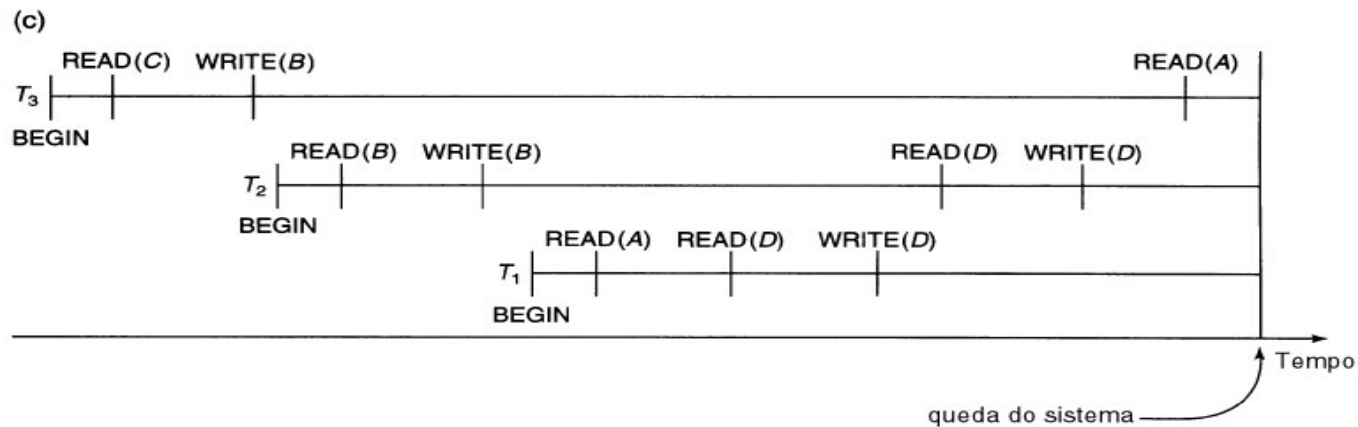 (c)
READ(C) WRITE(B) READ(A)
T₃
BEGIN
READ(B) WRITE(B) READ(D) WRITE(D)
T₂
BEGIN
READ(A) READ(D) WRITE(D)
T₁
BEGIN
Tempo
queda do sistema